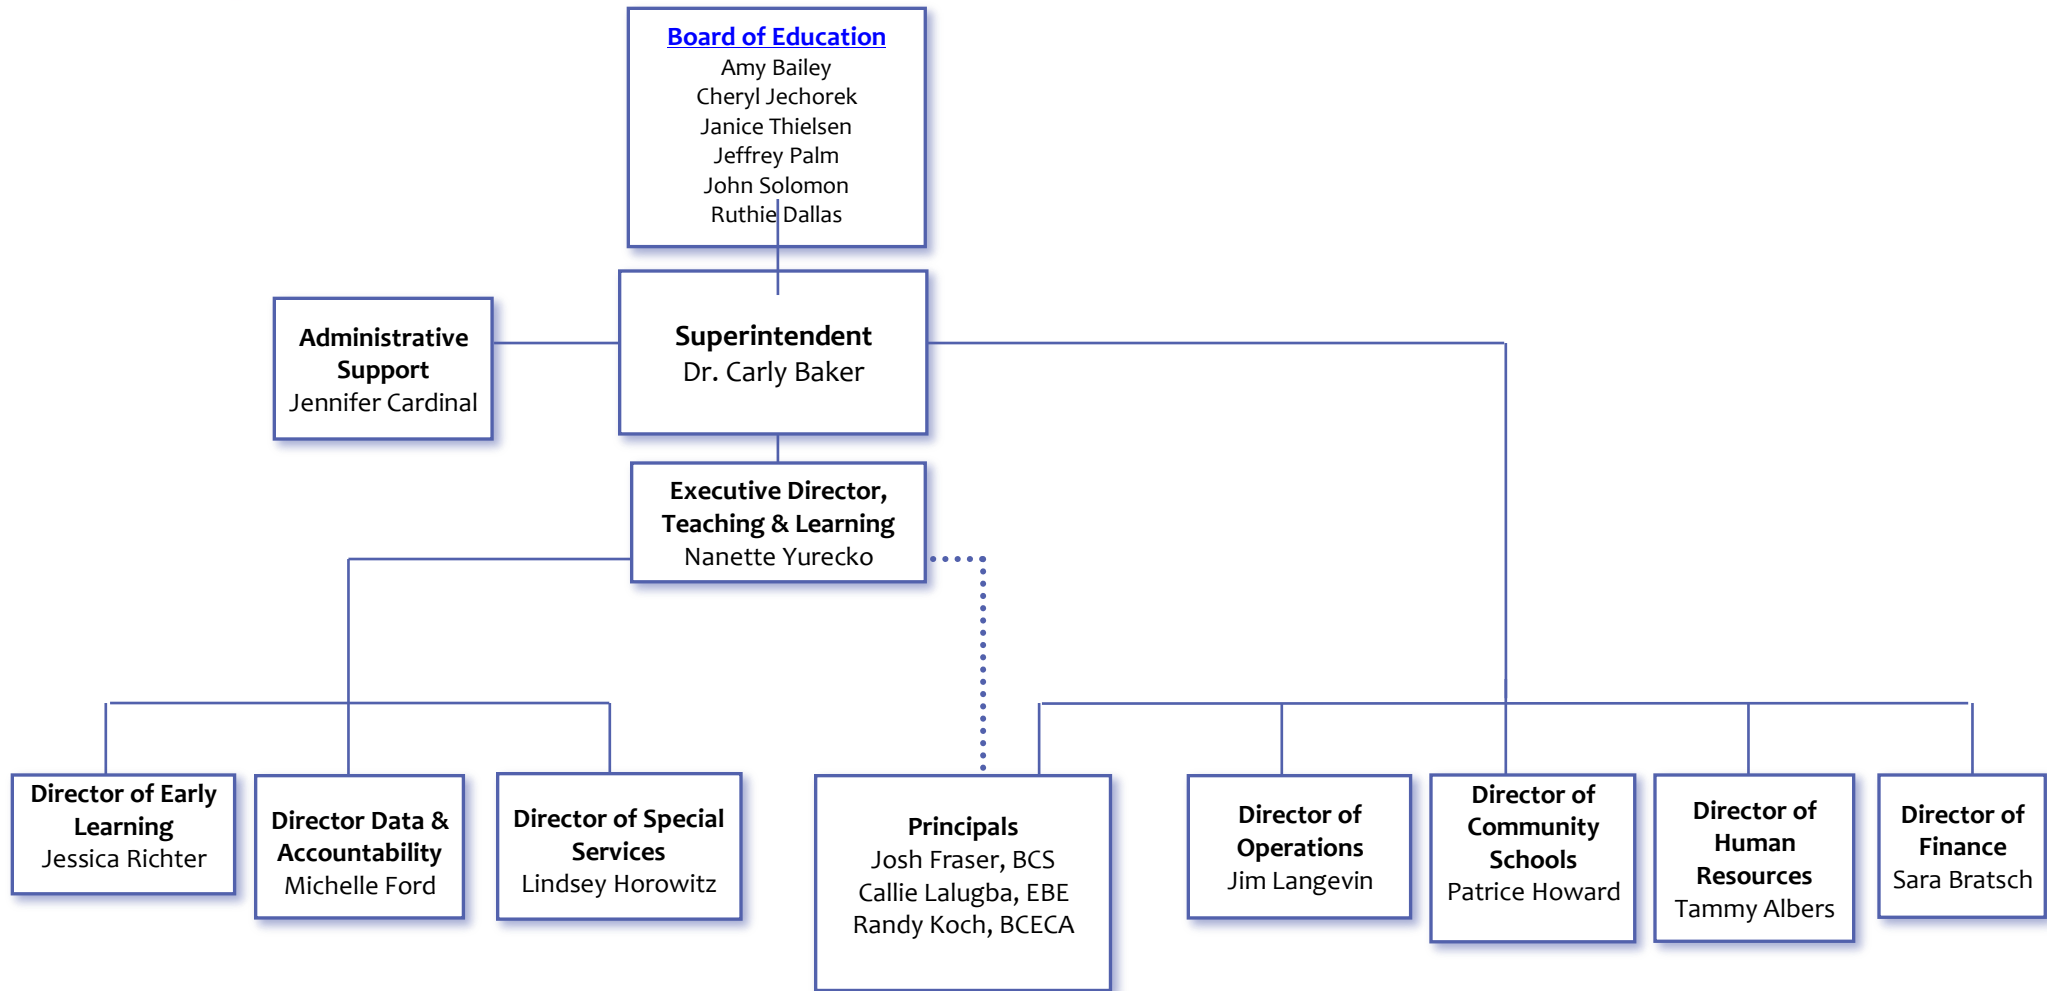 Board of Education
Amy Bailey
Cheryl Jechorek
Janice Thielsen
Jeffrey Palm
John Solomon
Ruthie Dallas
Administrative
Support
Jennifer Cardinal
Superintendent
Dr. Carly Baker
Executive Director,
Teaching & Learning
Nanette Yurecko
Director of Early
Learning
Jessica Richter
Director Data &
Accountability
Michelle Ford
Director of Special
Services
Lindsey Horowitz
Principals
Josh Fraser, BCS
Callie Lalugba, EBE
Randy Koch, BCECA
Director of
Operations
Jim Langevin
Director of
Community
Schools
Patrice Howard
Director of
Human
Resources
Tammy Albers
Director of
Finance
Sara Bratsch